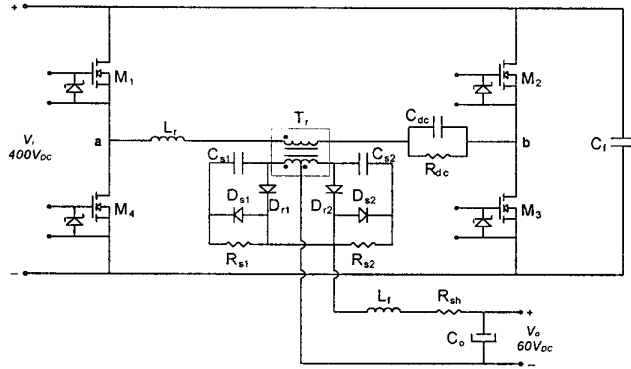 +
M1
M2
Tr
Cdc
Lr
Vi
400VDC
a
b
Cf
Cs1
Cs2
Rdc
Ds1
Dr1
Dr2
Ds2
M4
M3
Rs1
Rs2
−
Lf
Rsh
+
Co
Vo
60VDC
−